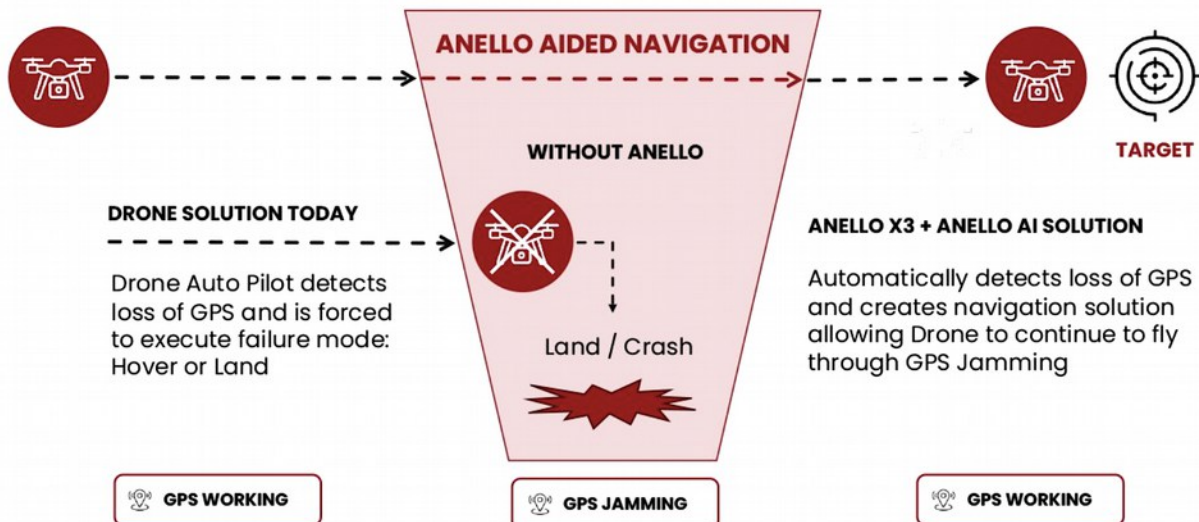 ANELLO AIDED NAVIGATION
TARGET
WITHOUT ANELLO
DRONE SOLUTION TODAY
Drone Auto Pilot detects
loss of GPS and is forced
to execute failure mode:
Hover or Land
Land / Crash
ANELLO X3 + ANELLO AI SOLUTION
Automatically detects loss of GPS
and creates navigation solution
allowing Drone to continue to fly
through GPS Jamming
GPS WORKING
GPS JAMMING
GPS WORKING